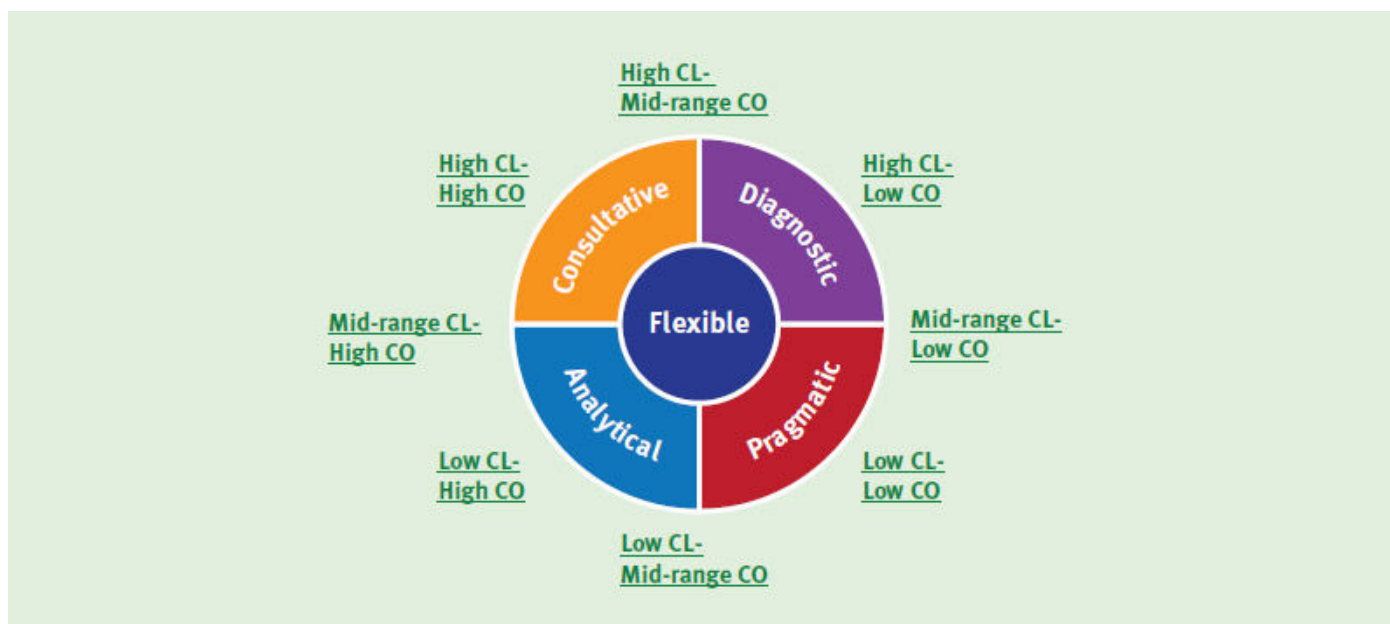 High CL-
Mid-range CO
High CL-
High CO
High CL-
Low CO
Consultative
Diagnostic
Flexible
Mid-range CL-
High CO
Mid-range CL-
Low CO
Analytical
Pragmatic
Low CL-
High CO
Low CL-
Low CO
Low CL-
Mid-range CO